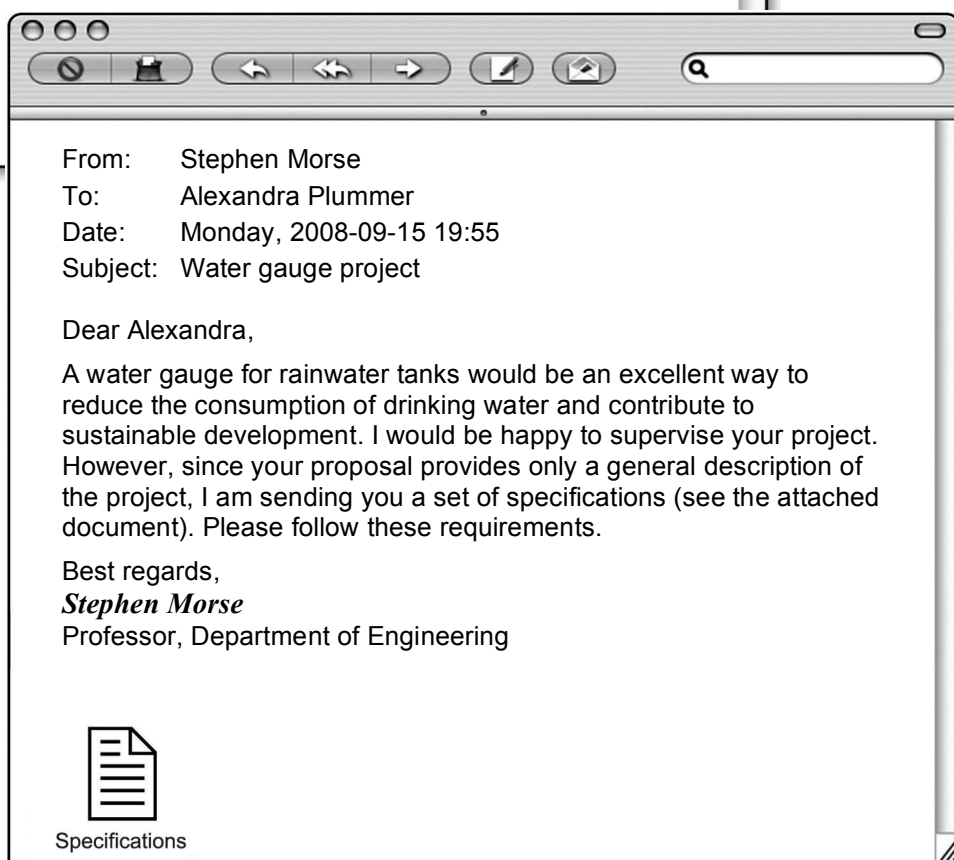 From: Stephen Morse
To: Alexandra Plummer
Date: Monday, 2008-09-15 19:55
Subject: Water gauge project
Dear Alexandra,
A water gauge for rainwater tanks would be an excellent way to
reduce the consumption of drinking water and contribute to
sustainable development. I would be happy to supervise your project.
However, since your proposal provides only a general description of
the project, I am sending you a set of specifications (see the attached
document). Please follow these requirements.
Best regards,
Stephen Morse
Professor, Department of Engineering
Specifications